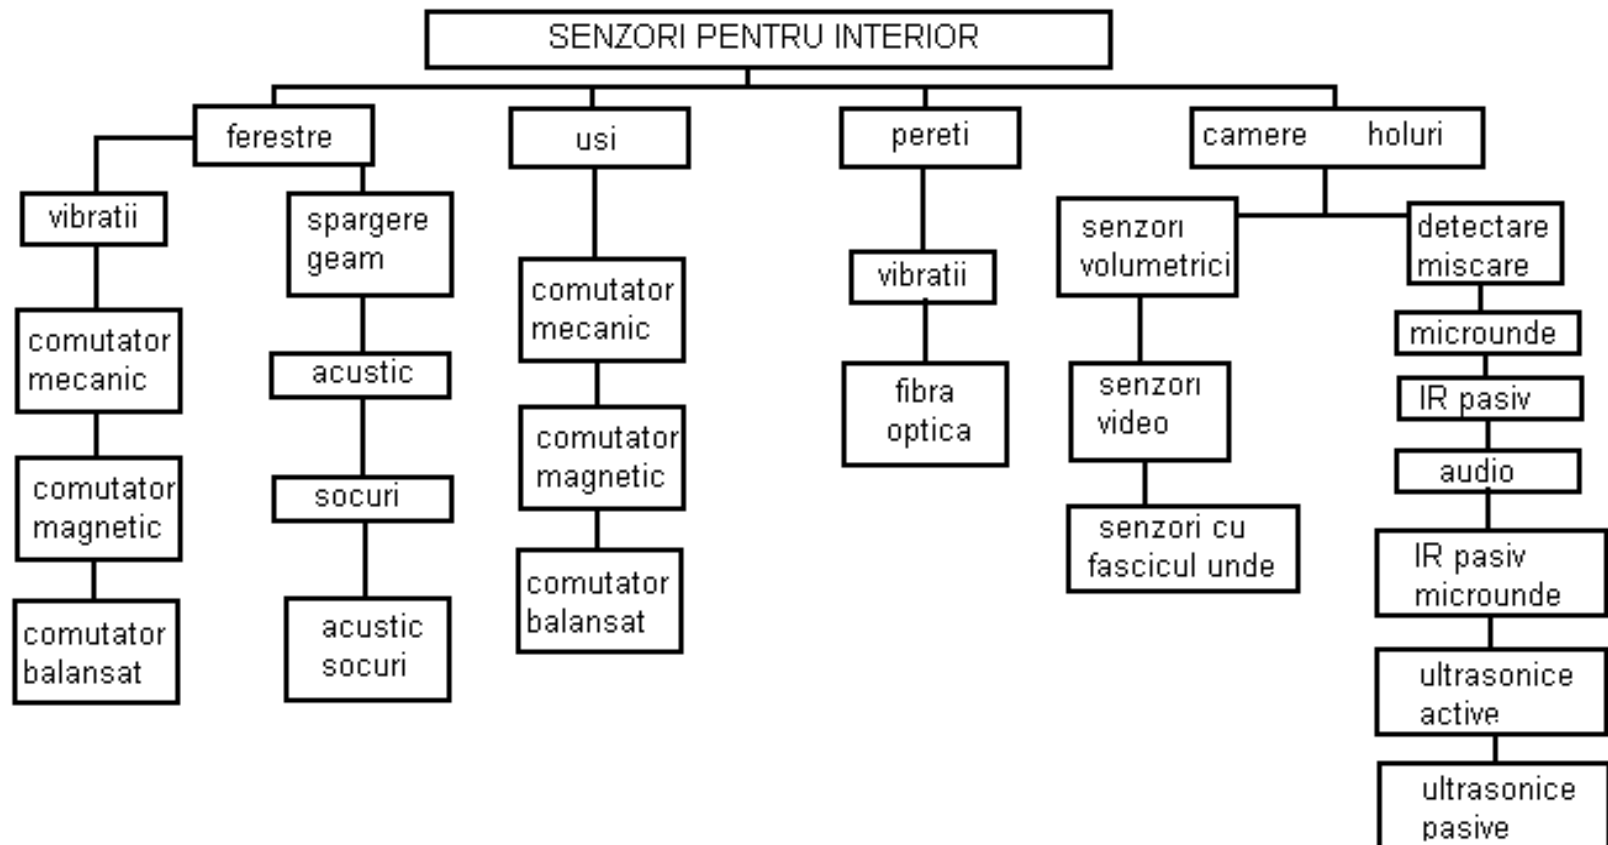 SENZORI PENTRU INTERIOR
ferestre
usi
pereti
camere holuri
vibratii
spargere
geam
comutator
mecanic
vibratii
senzori
volumetrici
detectare
miscare
comutator
mecanic
acustic
fibra
optica
senzori
video
microunde
IR pasiv
comutator
magnetic
socuri
comutator
magnetic
senzori cu
fascicul unde
audio
IR pasiv
microunde
comutator
balansat
acustic
socuri
comutator
balansat
ultrasonice
active
ultrasonice
pasive